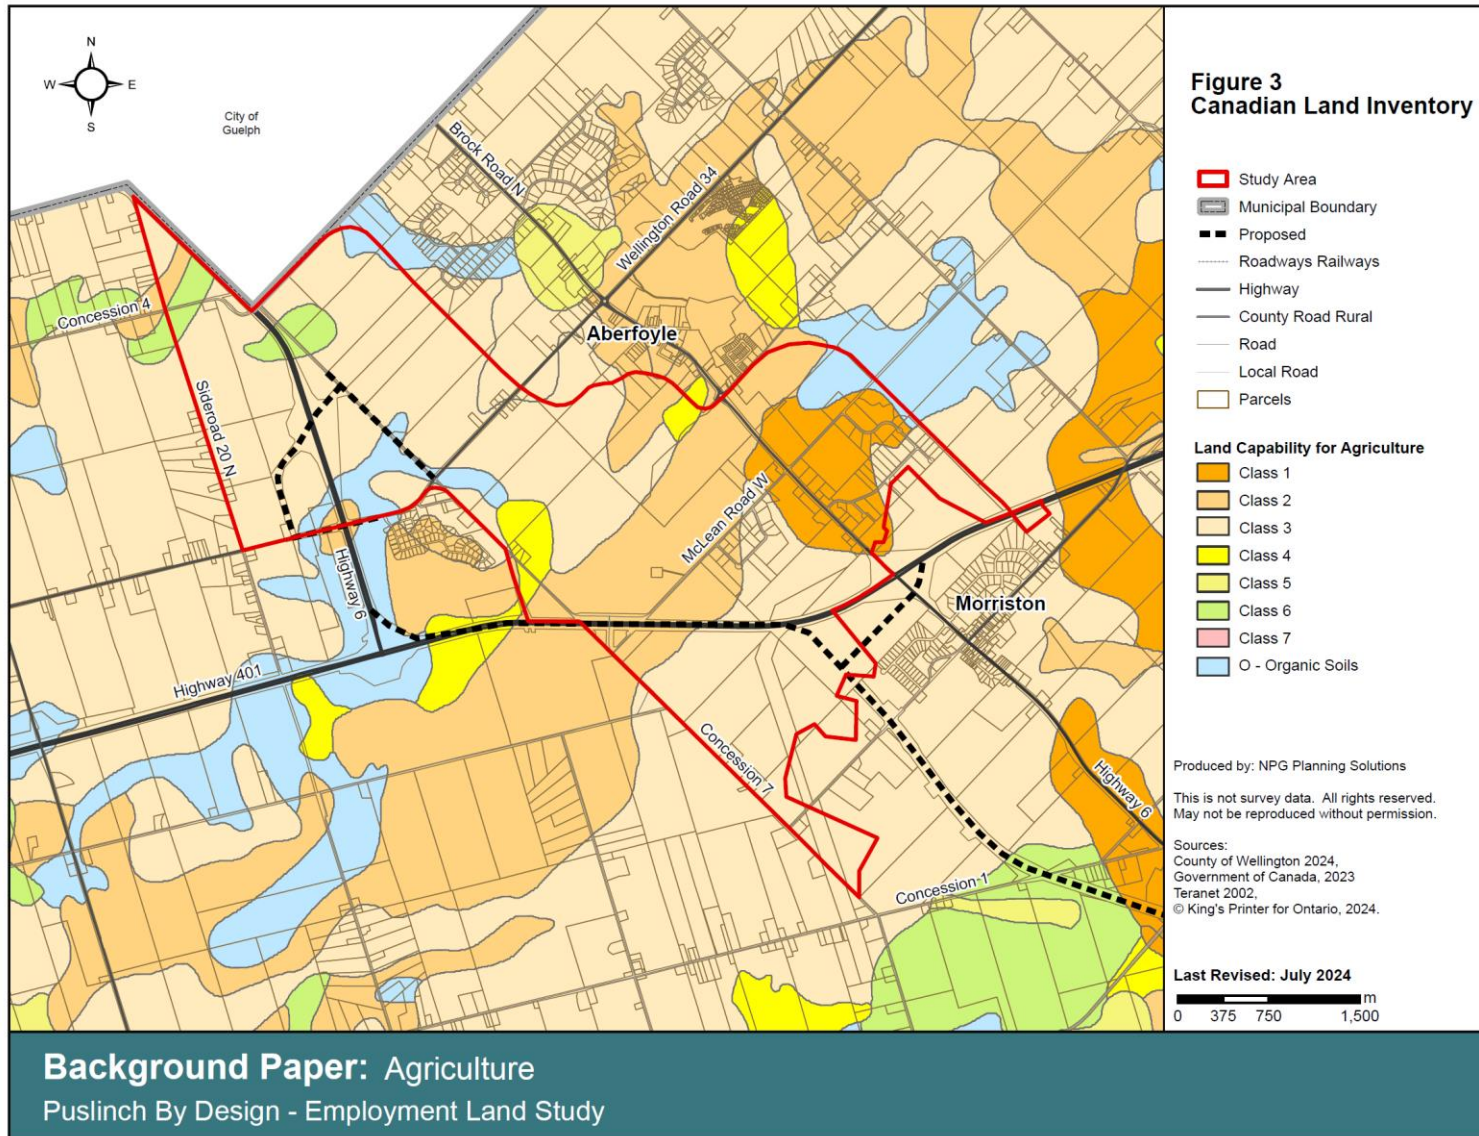 N
W
E
S
City of
Guelph
Brock Road N
Wellington Road 34
Concession 4
Aberfoyle
Sideroad 20 N
McLean Road W
Highway 6
Morriston
Highway 401
Concession 7
Highway 6
Concession 1
Figure 3
Canadian Land Inventory
Study Area
Municipal Boundary
Proposed
Roadways Railways
Highway
County Road Rural
Road
Local Road
Parcels
Land Capability for Agriculture
Class 1
Class 2
Class 3
Class 4
Class 5
Class 6
Class 7
O - Organic Soils
Produced by: NPG Planning Solutions
This is not survey data. All rights reserved.
May not be reproduced without permission.
Sources:
County of Wellington 2024,
Government of Canada, 2023
Teranet 2002,
© King's Printer for Ontario, 2024.
Last Revised: July 2024
m
0 375 750 1,500
Background Paper: Agriculture
Puslinch By Design - Employment Land Study